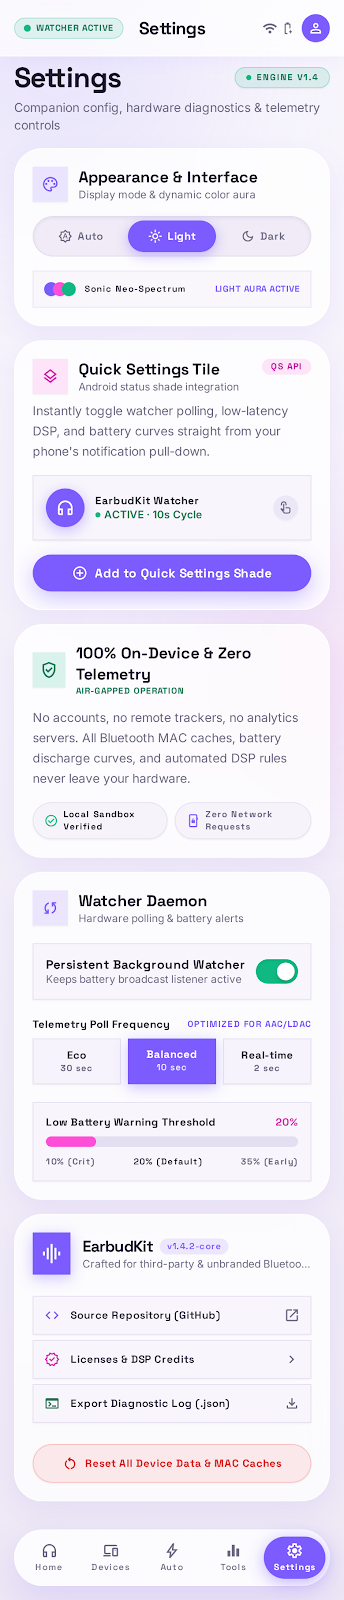 WATCHER ACTIVE
Settings
Settings
ENGINE V1.4
Companion config, hardware diagnostics & telemetry
controls
Appearance & Interface
Display mode & dynamic color aura
Auto
Light
Dark
Sonic Neo-Spectrum
LIGHT AURA ACTIVE
Quick Settings Tile
QS API
Android status shade integration
Instantly toggle watcher polling, low-latency
DSP, and battery curves straight from your
phone's notification pull-down.
EarbudKit Watcher
ACTIVE · 10s Cycle
Add to Quick Settings Shade
100% On-Device & Zero
Telemetry
AIR-GAPPED OPERATION
No accounts, no remote trackers, no analytics
servers. All Bluetooth MAC caches, battery
discharge curves, and automated DSP rules
never leave your hardware.
Local Sandbox
Verified
Zero Network
Requests
Watcher Daemon
Hardware polling & battery alerts
Persistent Background Watcher
Keeps battery broadcast listener active
Telemetry Poll Frequency
OPTIMIZED FOR AAC/LDAC
Eco
30 sec
Balanced
10 sec
Real-time
2 sec
Low Battery Warning Threshold
20%
10% (Crit)
20% (Default)
35% (Early)
EarbudKit
v1.4.2-core
Crafted for third-party & unbranded Bluetoo...
Source Repository (GitHub)
Licenses & DSP Credits
Export Diagnostic Log (.json)
Reset All Device Data & MAC Caches
Home
Devices
Auto
Tools
Settings